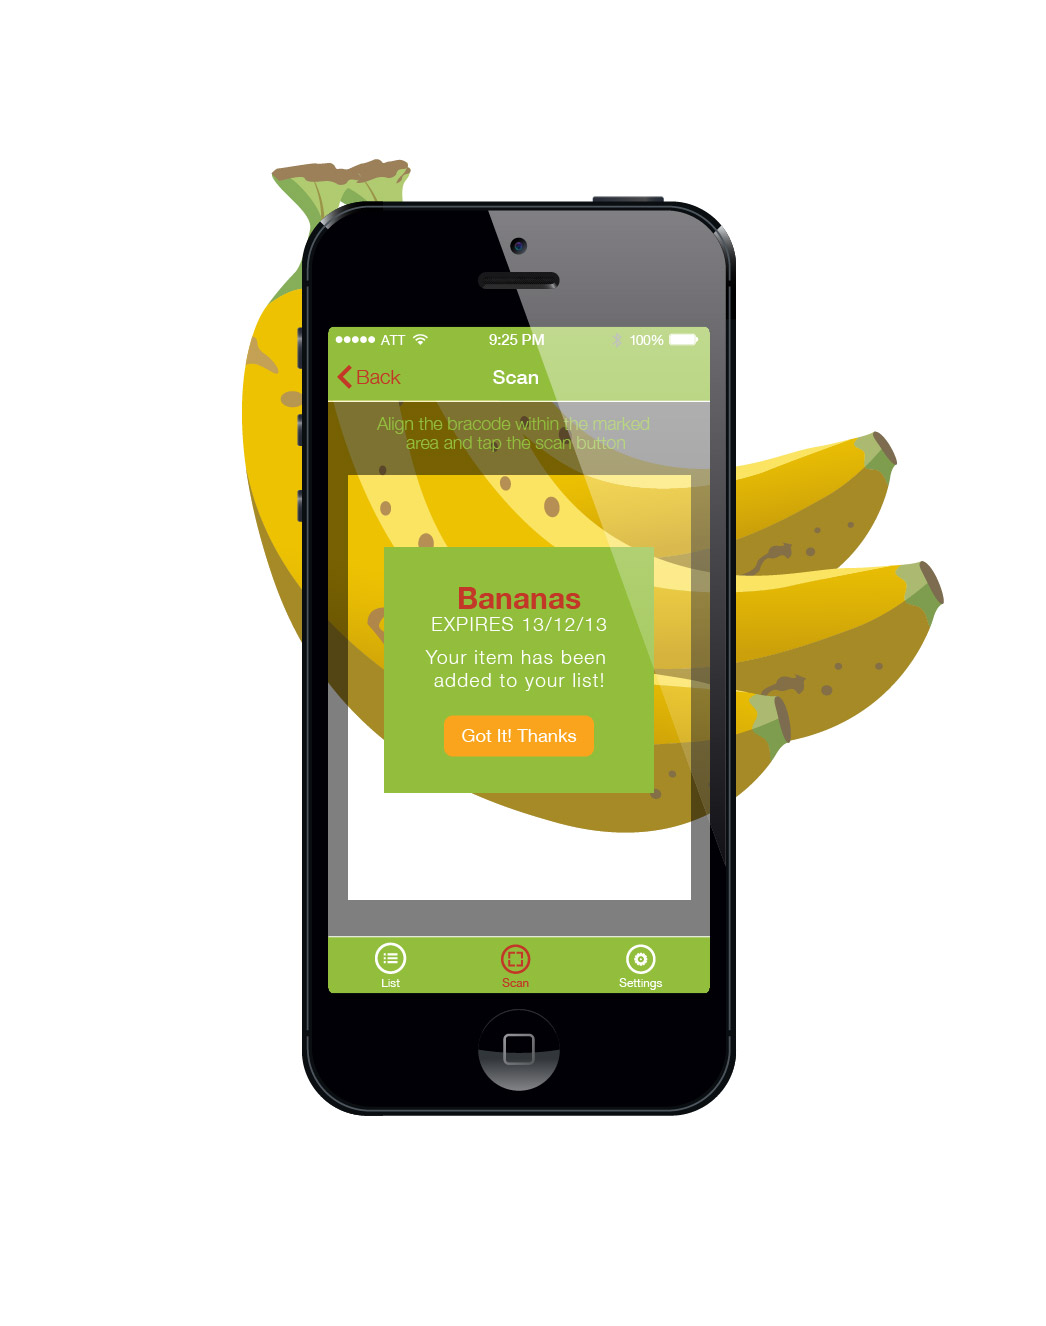 ATT 9:25 PM 100%
Back Scan
Align the bracode within the marked
area and tap the scan button
Bananas
EXPIRES 13/12/13
Your item has been
added to your list!
Got It! Thanks
List Scan Settings